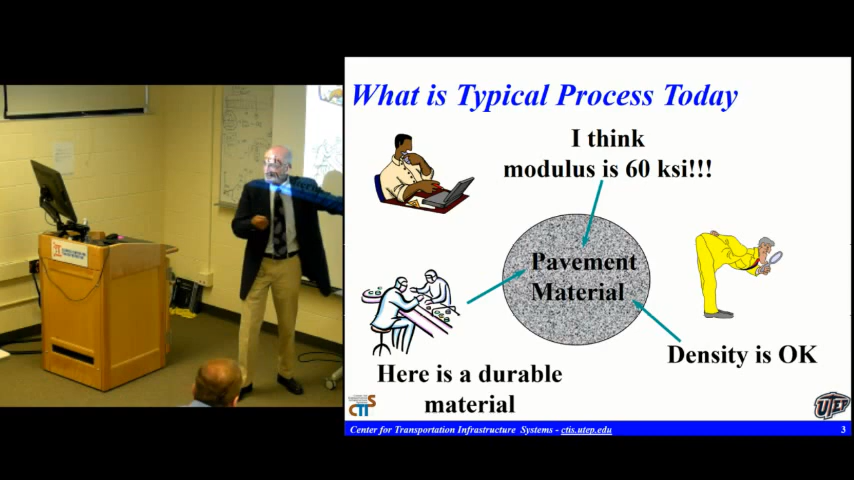 What is Typical Process Today
I think
modulus is 60 ksi!!!
Pavement
Material
Density is OK
Here is a durable
material
CTIS
UTEP
Center for Transportation Infrastructure Systems - ctis.utep.edu
3